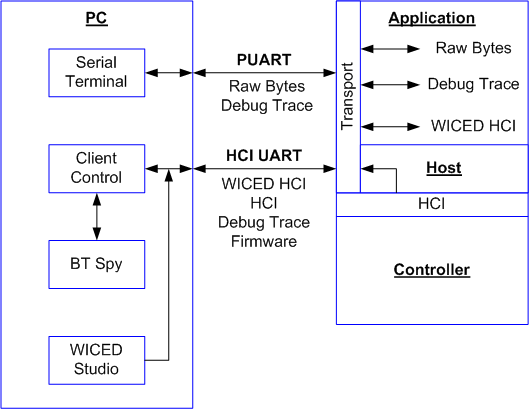 PC
Serial
Terminal
Client
Control
BT Spy
WICED
Studio
PUART
Raw Bytes
Debug Trace
HCI UART
WICED HCI
HCI
Debug Trace
Firmware
Transport
Application
Raw Bytes
Debug Trace
WICED HCI
Host
HCI
Controller